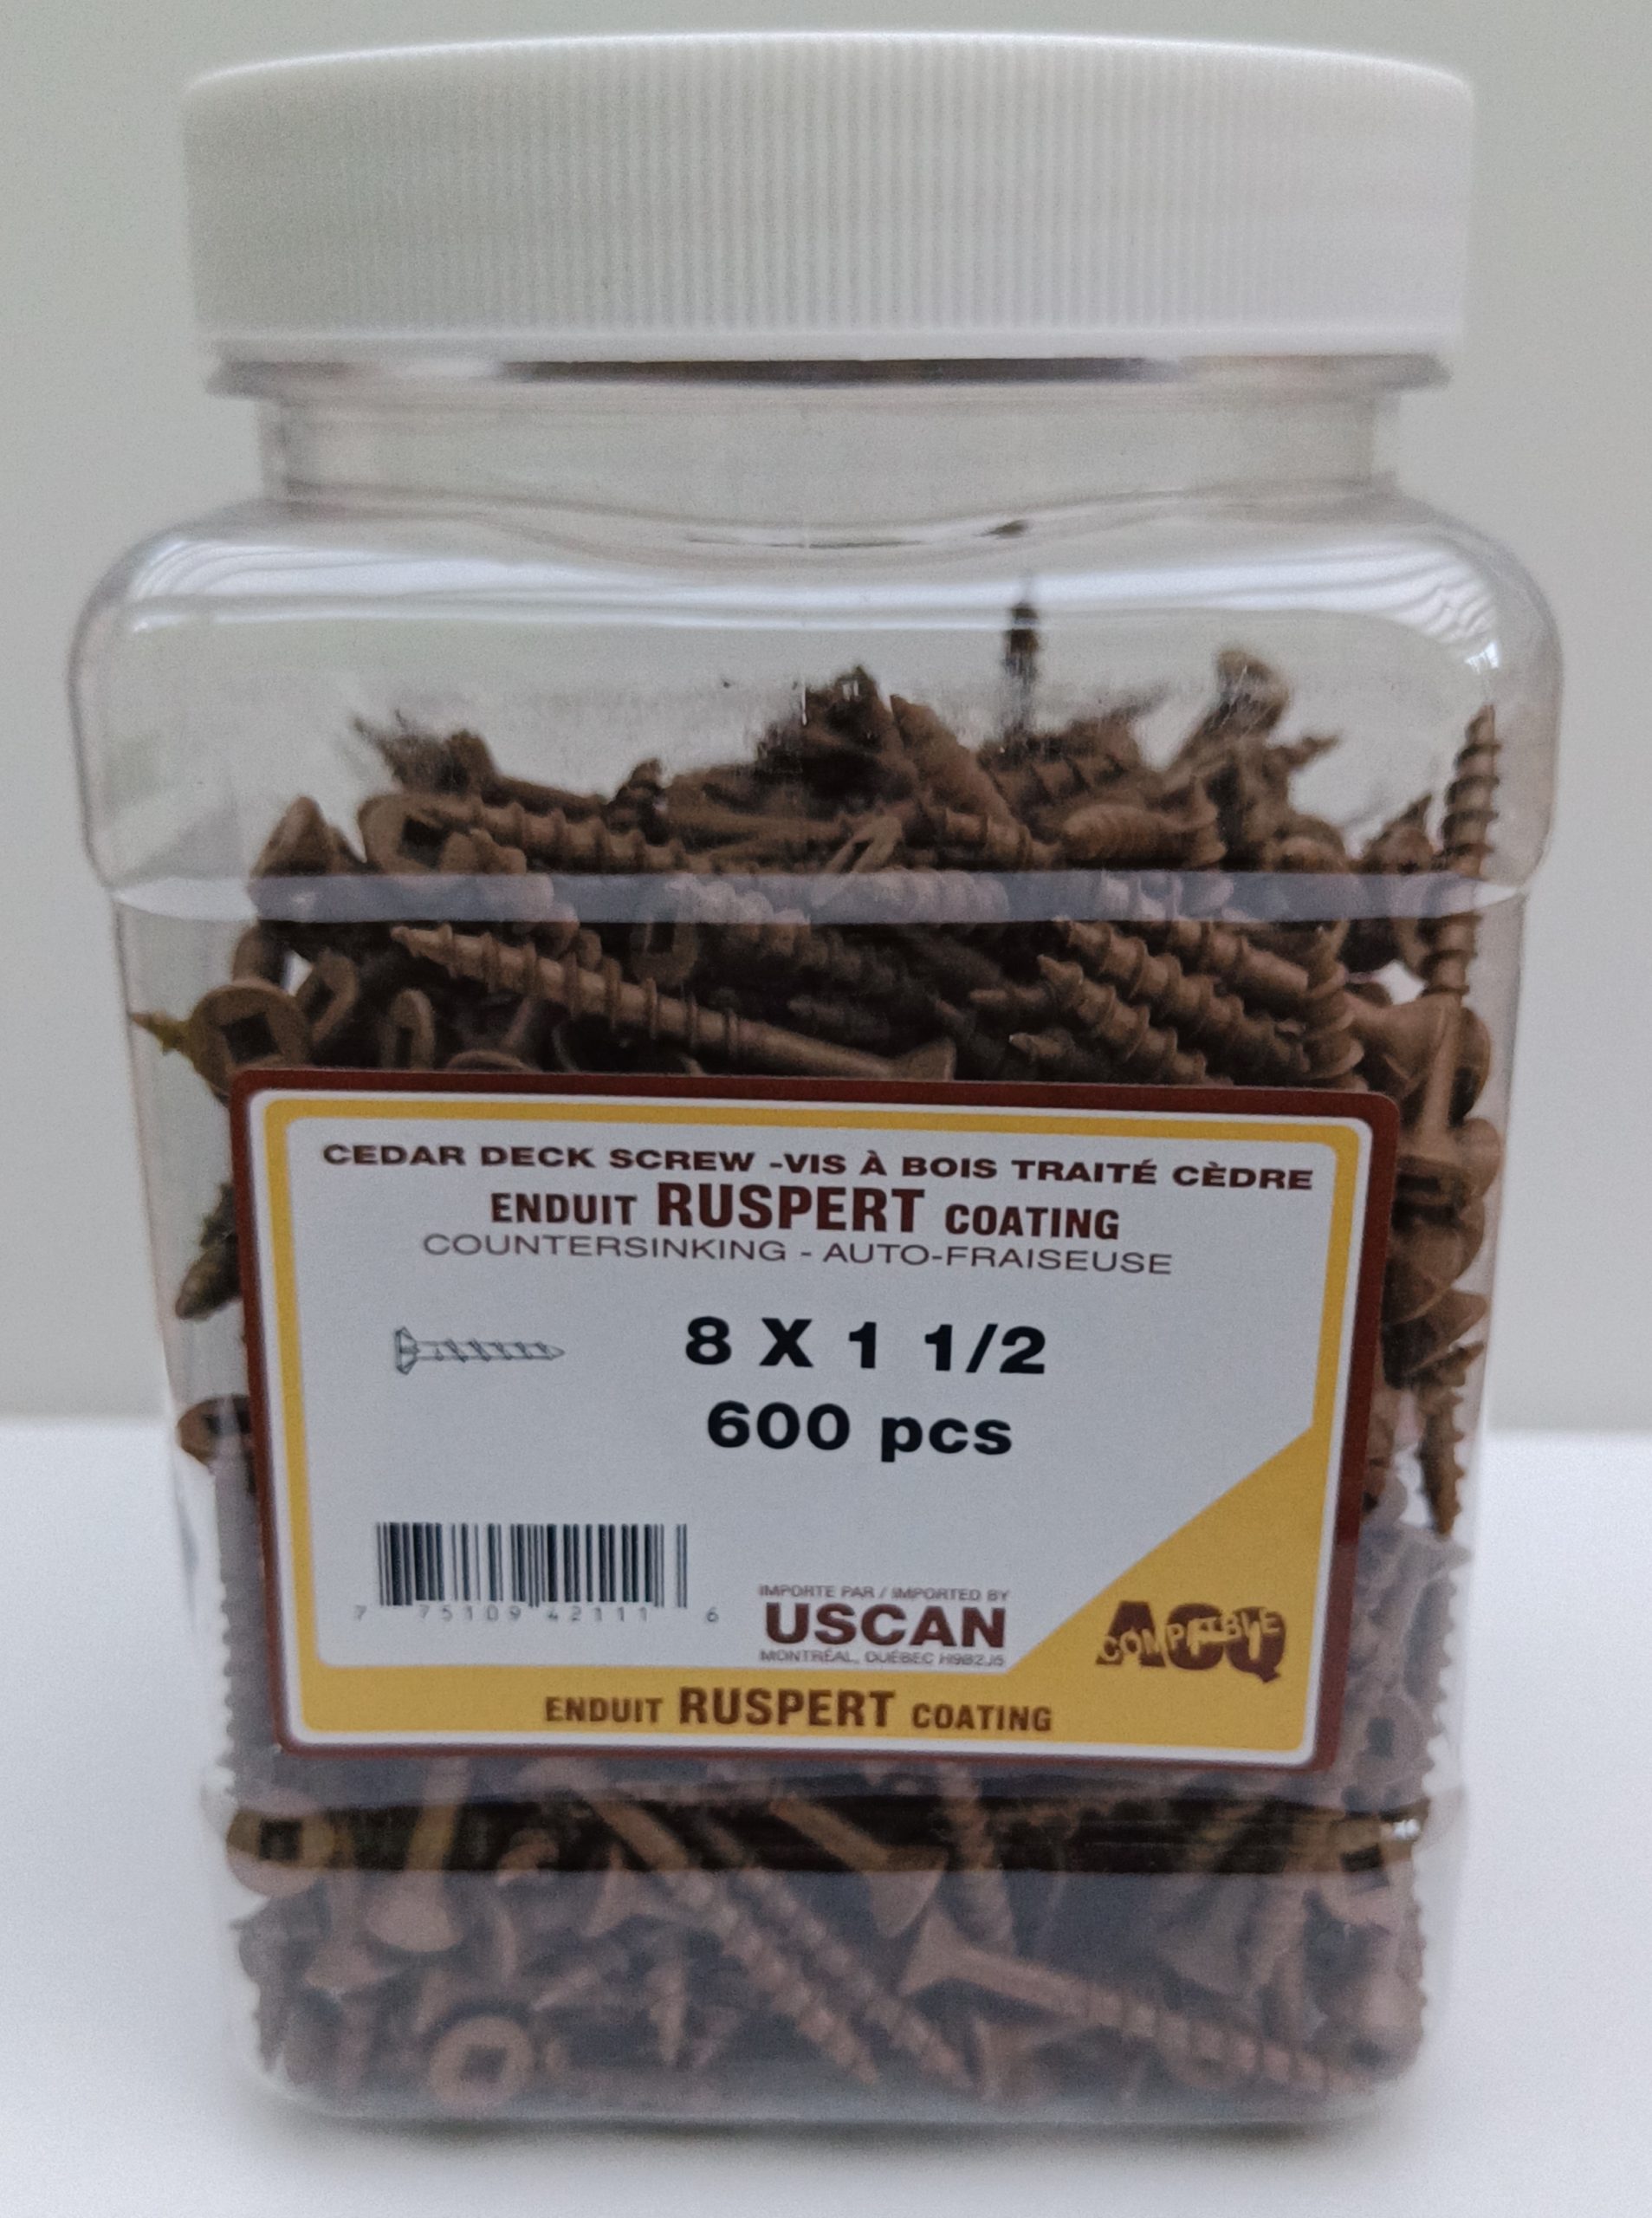 CEDAR DECK SCREW -VIS À BOIS TRAITÉ CÈDRE
ENDUIT RUSPERT COATING
COUNTERSINKING - AUTO-FRAISEUSE
8 X 1 1/2
600 pcs
7 75109 42111 6
IMPORTE PAR / IMPORTED BY
USCAN
MONTRÉAL, QUÉBEC H9B2J5
ACQ
COMPATIBLE
ENDUIT RUSPERT COATING